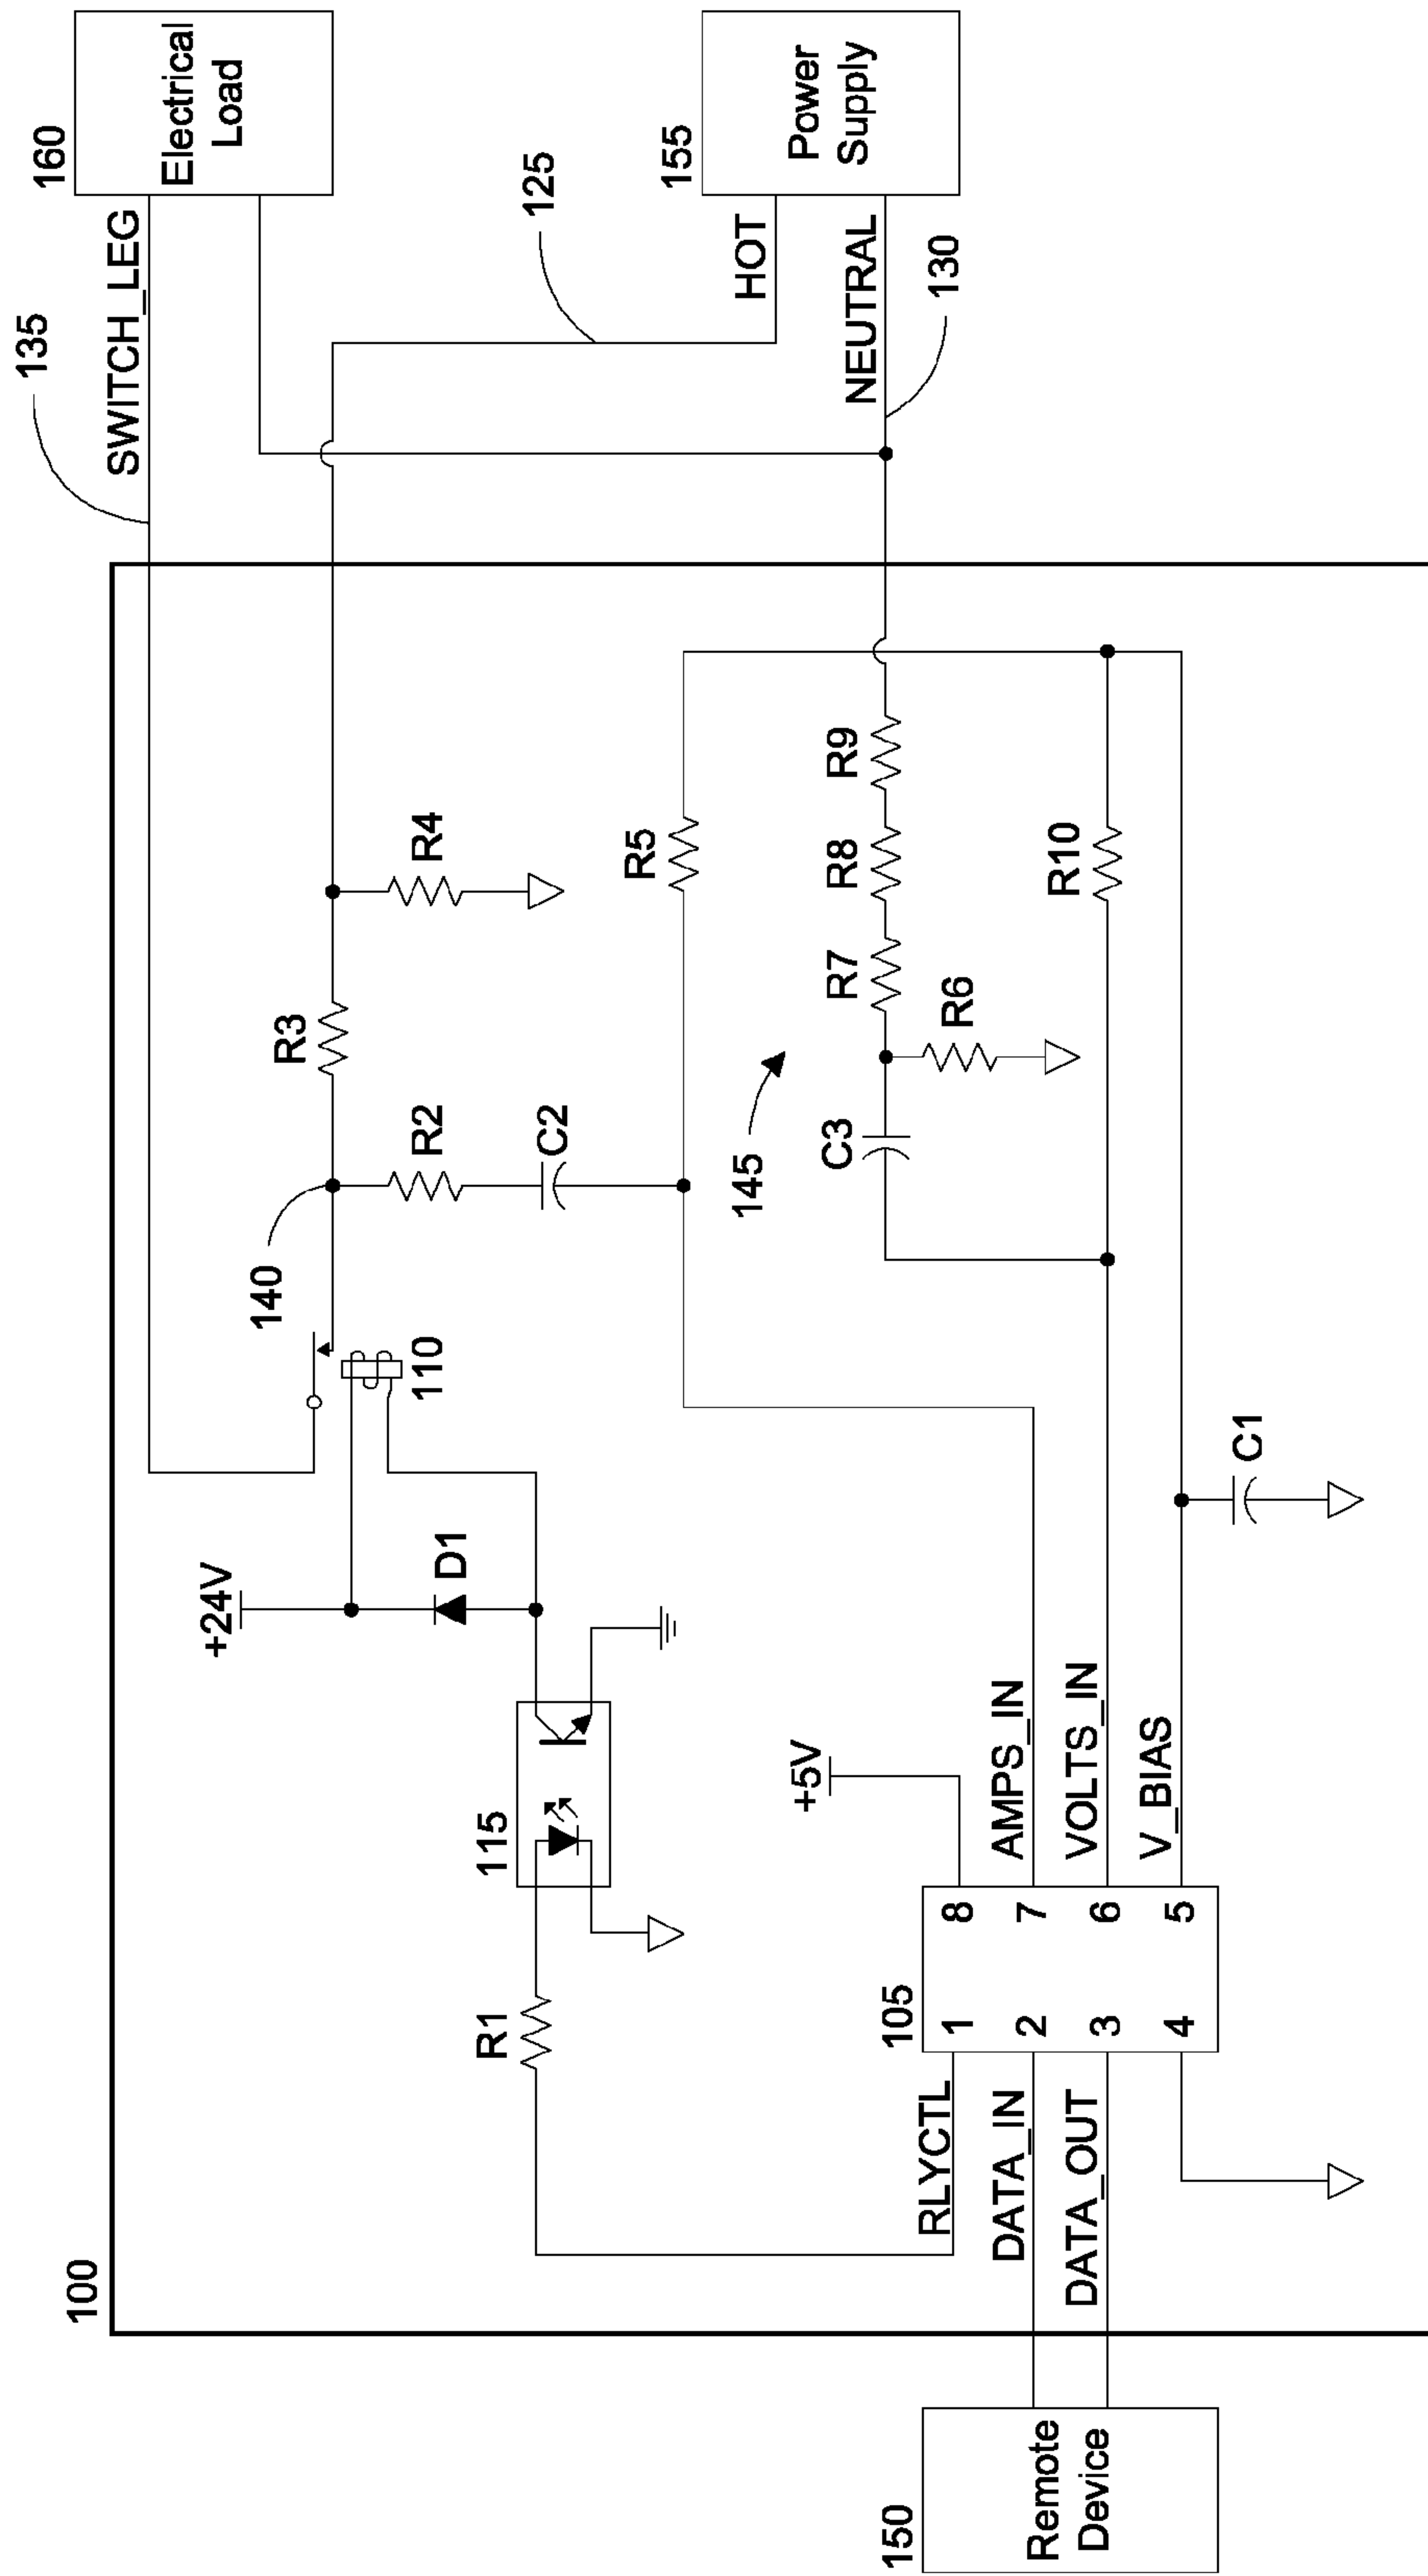 100
135
SWITCH_LEG
160
Electrical
Load
125
155
Power
Supply
HOT
NEUTRAL
130
+24V
D1
110
140
R3
R4
R2
C2
R5
145
R9
R8
R7
R6
C3
R10
R1
115
+5V
AMPS_IN
VOLTS_IN
V_BIAS
C1
105
1 8
2 7
3 6
4 5
RLYCTL
DATA_IN
DATA_OUT
150
Remote
Device